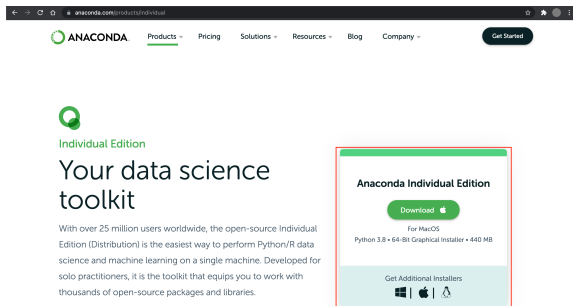 anaconda.com/products/individual
ANACONDA.
Products
Pricing
Solutions
Resources
Blog
Company
Get Started
Individual Edition
Your data science
toolkit
With over 25 million users worldwide, the open-source Individual
Edition (Distribution) is the easiest way to perform Python/R data
science and machine learning on a single machine. Developed for
solo practitioners, it is the toolkit that equips you to work with
thousands of open-source packages and libraries.
Anaconda Individual Edition
Download
For MacOS
Python 3.8 • 64-Bit Graphical Installer • 440 MB
Get Additional Installers